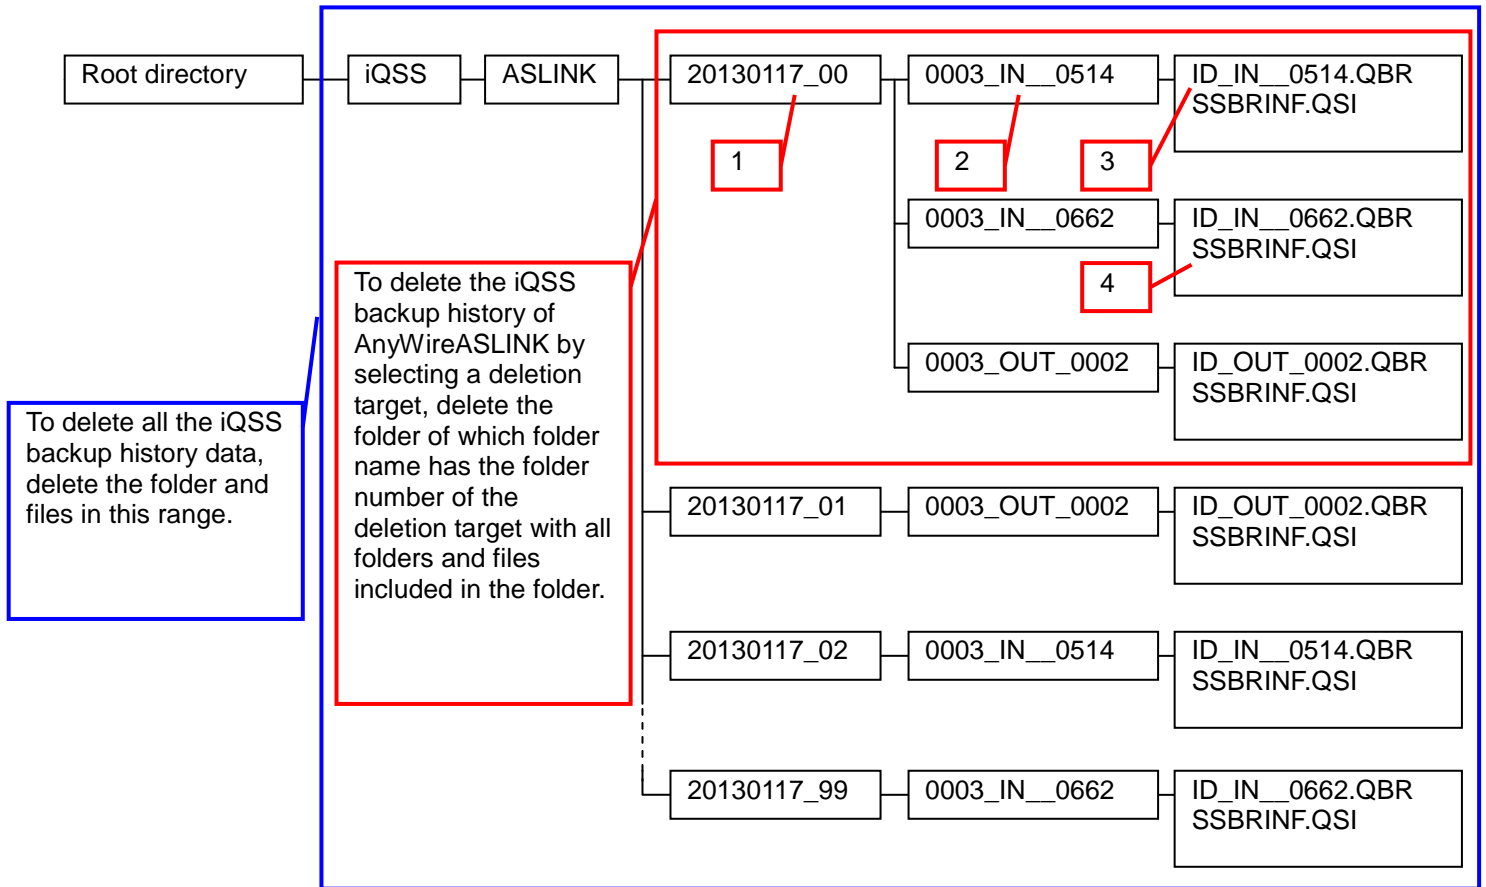 Root directory
iQSS
ASLINK
20130117_00
0003_IN__0514
ID_IN__0514.QBR
SSBRINF.QSI
1
2
3
0003_IN__0662
ID_IN__0662.QBR
SSBRINF.QSI
4
0003_OUT_0002
ID_OUT_0002.QBR
SSBRINF.QSI
To delete the iQSS
backup history of
AnyWireASLINK by
selecting a deletion
target, delete the
folder of which folder
name has the folder
number of the
deletion target with all
folders and files
included in the folder.
To delete all the iQSS
backup history data,
delete the folder and
files in this range.
20130117_01
0003_OUT_0002
ID_OUT_0002.QBR
SSBRINF.QSI
20130117_02
0003_IN__0514
ID_IN__0514.QBR
SSBRINF.QSI
20130117_99
0003_IN__0662
ID_IN__0662.QBR
SSBRINF.QSI